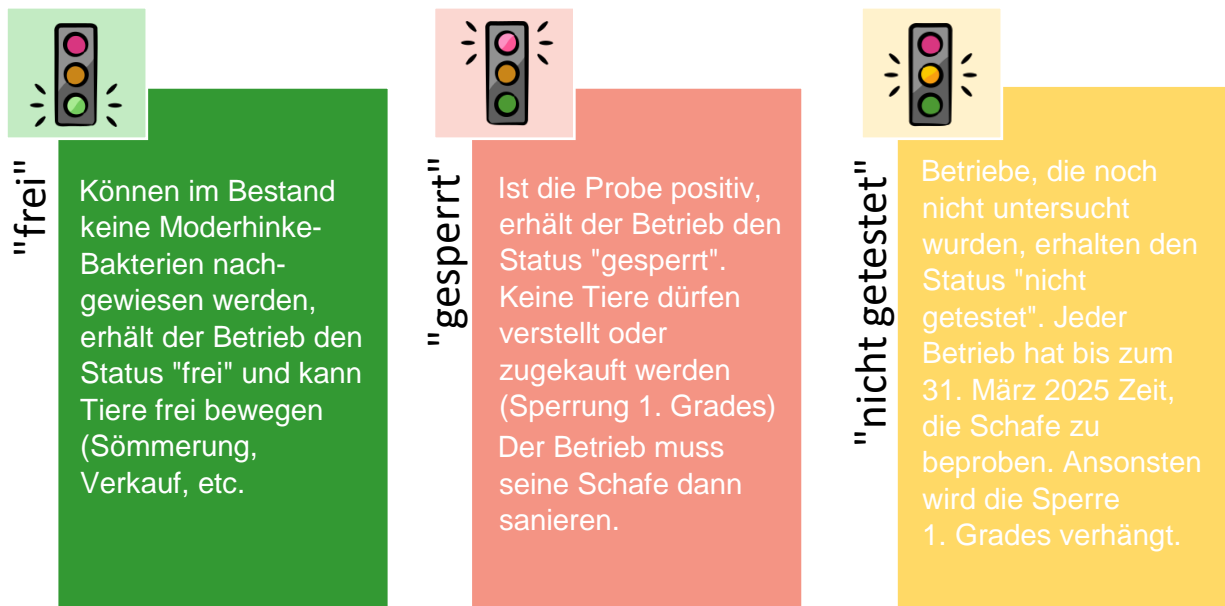 "frei"
Können im Bestand
keine Moderhinke-
Bakterien nach-
gewiesen werden,
erhält der Betrieb den
Status "frei" und kann
Tiere frei bewegen
(Sömmerung,
Verkauf, etc.
"gesperrt"
Ist die Probe positiv,
erhält der Betrieb den
Status "gesperrt".
Keine Tiere dürfen
verstellt oder
zugekauft werden
(Sperrung 1. Grades)
Der Betrieb muss
seine Schafe dann
sanieren.
"nicht getestet"
Betriebe, die noch
nicht untersucht
wurden, erhalten den
Status "nicht
getestet". Jeder
Betrieb hat bis zum
31. März 2025 Zeit,
die Schafe zu
beproben. Ansonsten
wird die Sperre
1. Grades verhängt.